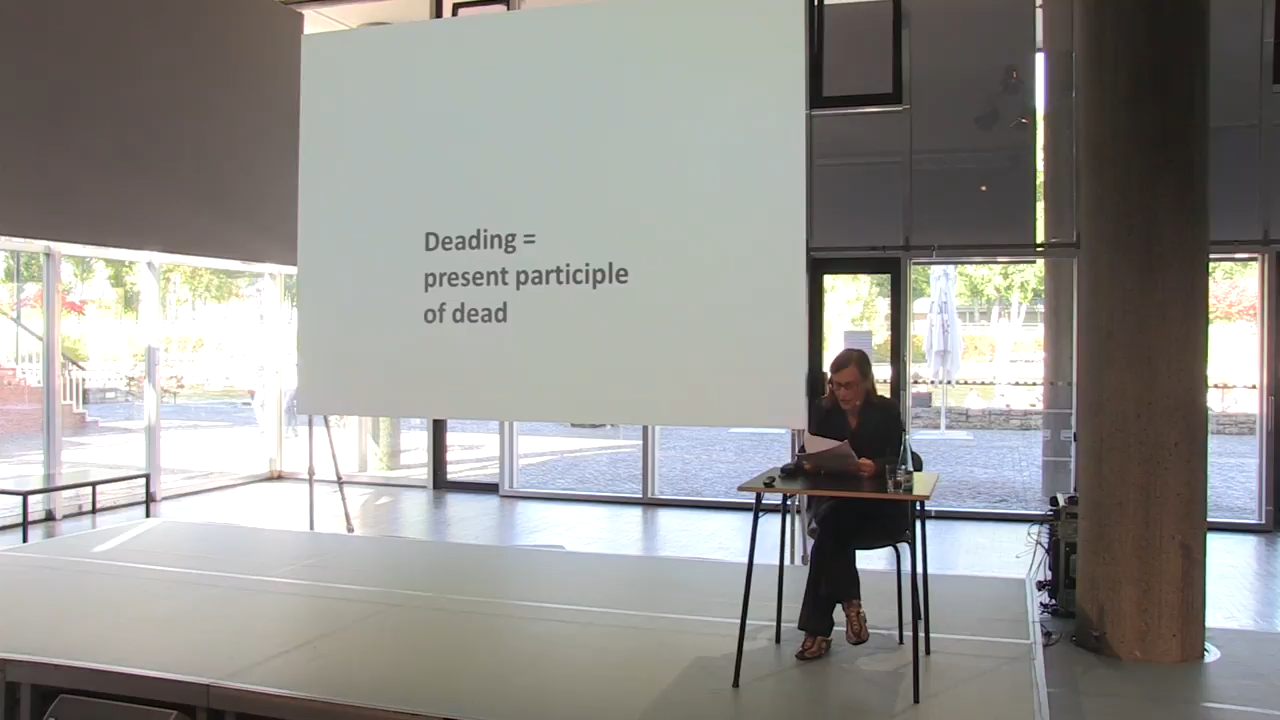 Deading =
present participle
of dead